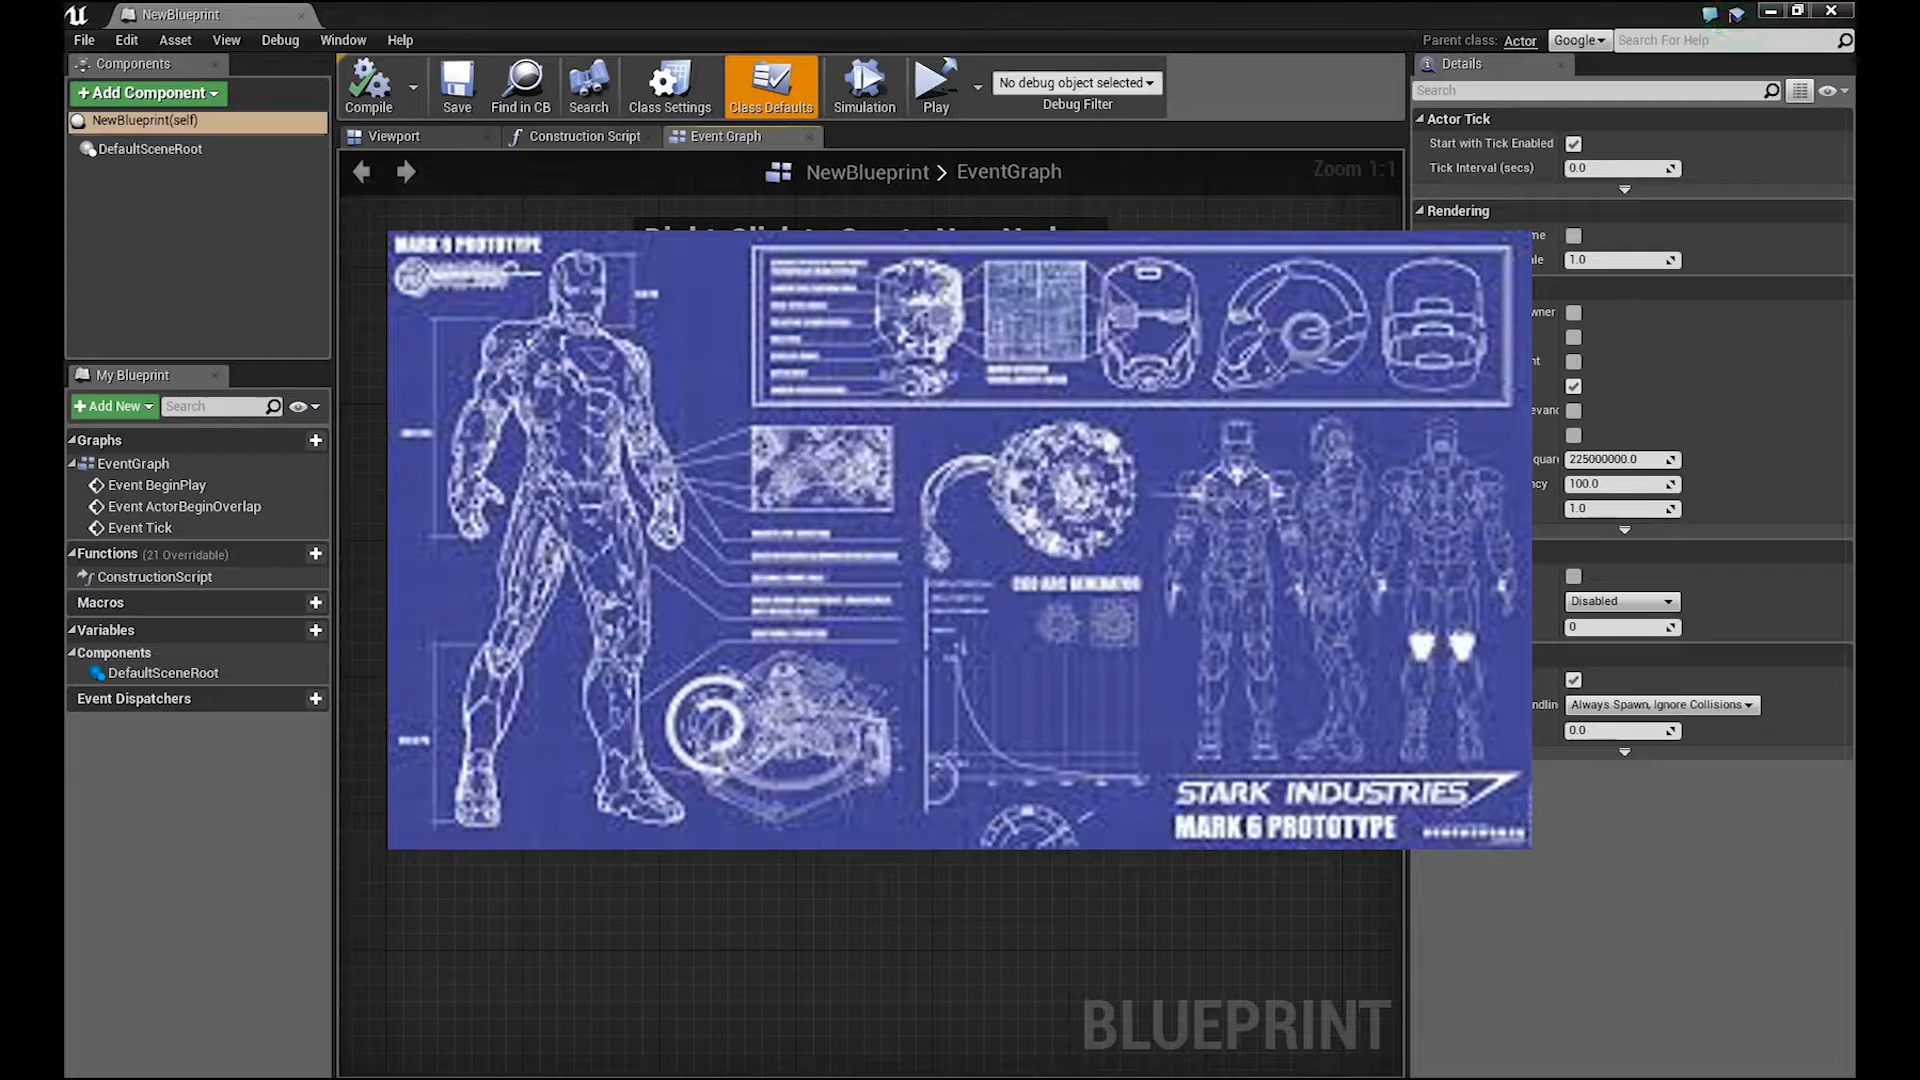 NewBlueprint
File Edit Asset View Debug Window Help
Parent class: Actor Google Search For Help
Components
+ Add Component
NewBlueprint(self)
DefaultSceneRoot
Compile Save Find in CB Search Class Settings Class Defaults Simulation Play
No debug object selected
Debug Filter
Viewport Construction Script Event Graph
NewBlueprint > EventGraph
Zoom 1:1
MARK 6 PROTOTYPE
STARK INDUSTRIES
MARK 6 PROTOTYPE
BLUEPRINT
My Blueprint
+ Add New Search
Graphs
EventGraph
Event BeginPlay
Event ActorBeginOverlap
Event Tick
Functions (21 Overridable)
ConstructionScript
Macros
Variables
Components
DefaultSceneRoot
Event Dispatchers
Details
Search
Actor Tick
Start with Tick Enabled
Tick Interval (secs) 0.0
Rendering
1.0
225000000.0
100.0
1.0
Disabled
0
Always Spawn, Ignore Collisions
0.0